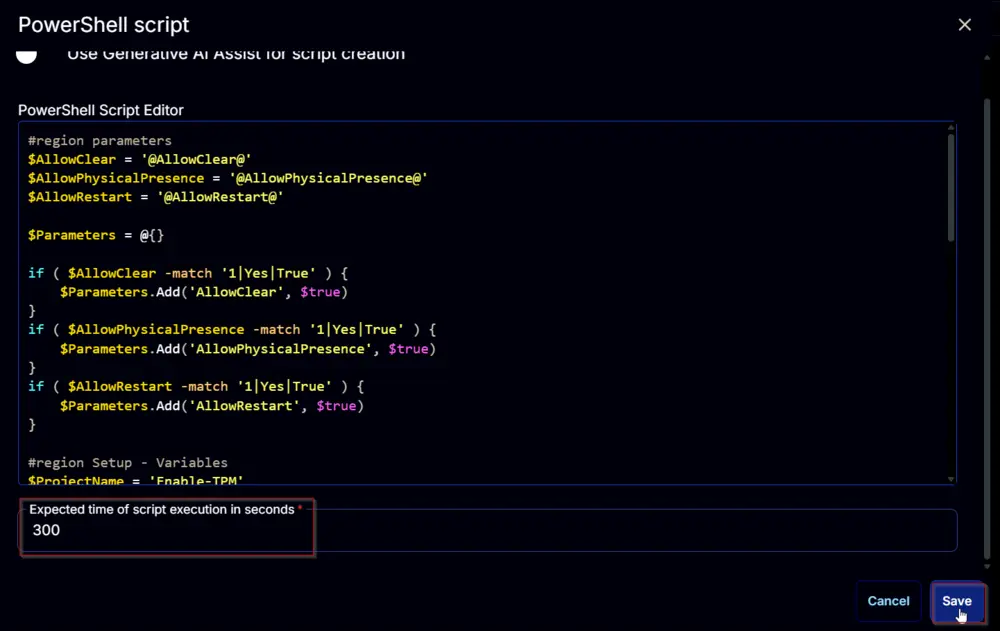 PowerShell script
Use Generative AI Assist for script creation
PowerShell Script Editor
#region parameters
$AllowClear = '@AllowClear@'
$AllowPhysicalPresence = '@AllowPhysicalPresence@'
$AllowRestart = '@AllowRestart@'
$Parameters = @{}
if ( $AllowClear -match '1|Yes|True' ) {
    $Parameters.Add('AllowClear', $true)
}
if ( $AllowPhysicalPresence -match '1|Yes|True' ) {
    $Parameters.Add('AllowPhysicalPresence', $true)
}
if ( $AllowRestart -match '1|Yes|True' ) {
    $Parameters.Add('AllowRestart', $true)
}
#region Setup - Variables
$ProjectName = 'Enable-TPM'
Expected time of script execution in seconds *
300
Cancel Save